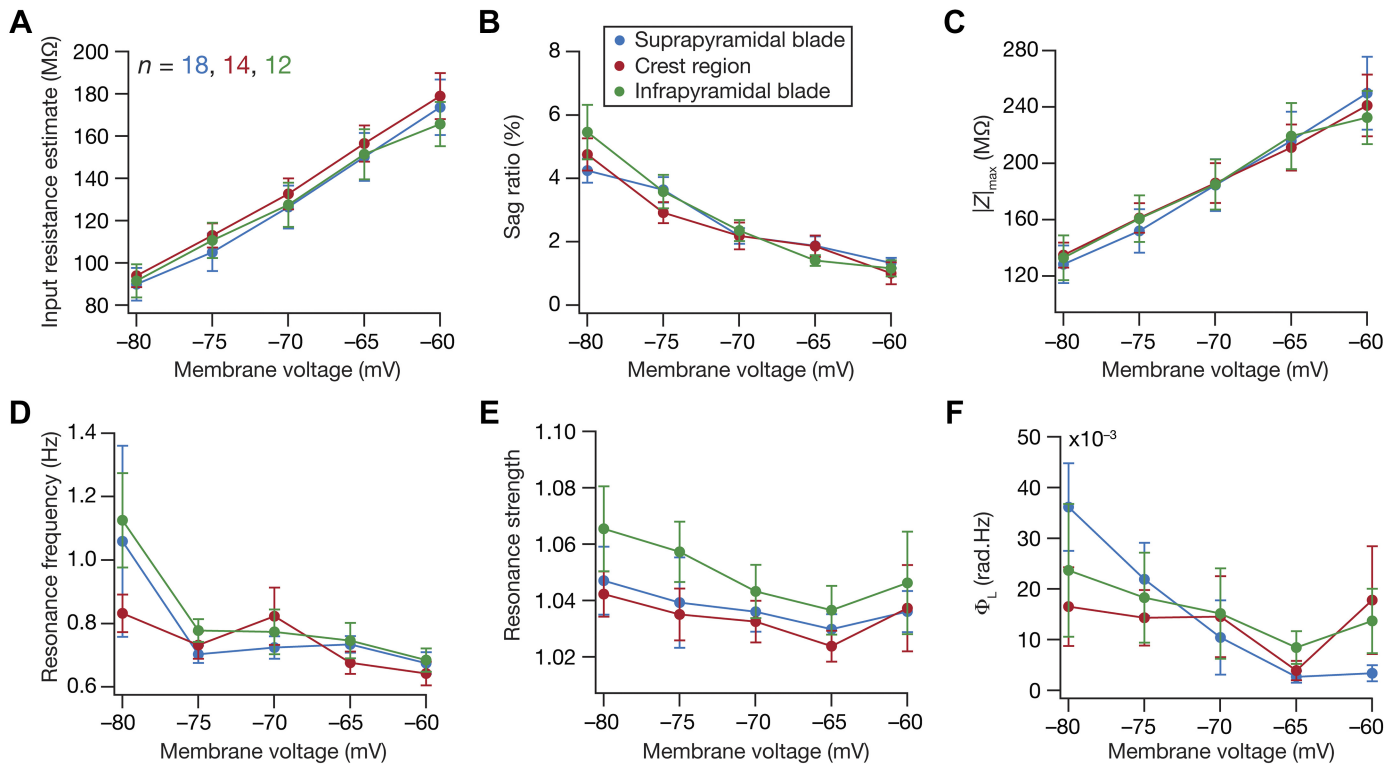 A
Input resistance estimate (MΩ)
200
180
160
140
120
100
80
n = 18, 14, 12
–80
–75
–70
–65
–60
Membrane voltage (mV)
B
Sag ratio (%)
8
6
4
2
0
Suprapyramidal blade
Crest region
Infrapyramidal blade
–80
–75
–70
–65
–60
Membrane voltage (mV)
C
|Z|max (MΩ)
280
240
200
160
120
–80
–75
–70
–65
–60
Membrane voltage (mV)
D
Resonance frequency (Hz)
1.4
1.2
1.0
0.8
0.6
–80
–75
–70
–65
–60
Membrane voltage (mV)
E
Resonance strength
1.10
1.08
1.06
1.04
1.02
–80
–75
–70
–65
–60
Membrane voltage (mV)
F
ΦL (rad.Hz)
x10–3
50
40
30
20
10
0
–80
–75
–70
–65
–60
Membrane voltage (mV)